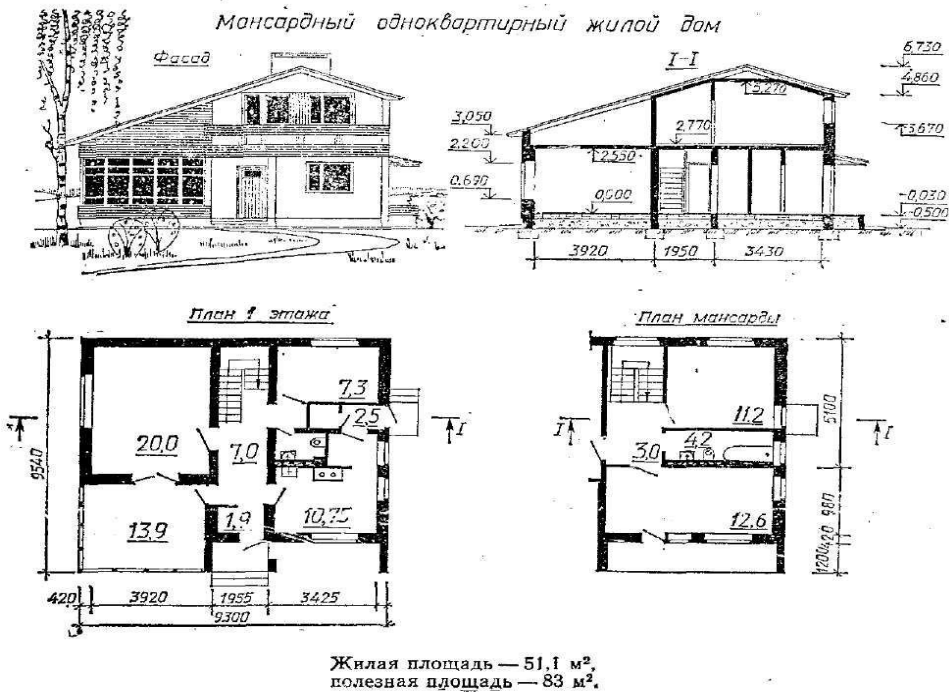 Мансардный одноквартирный жилой дом
Фасад
I-I
6,730
4,860
5,270
3,670
3,050
2,770
2,200
2,550
0,690
0,000
-0,030
-0,500
3920 1950 3430
План 1 этажа
План мансарды
7,3
2,5
20,0
7,0
I
13,9
1,9
10,75
9540
420 3920 1955 3425
9300
11.2
I I
4,2
3,0
12,6
5100
980
420
1200
Жилая площадь — 51,1 м²,
полезная площадь — 83 м².